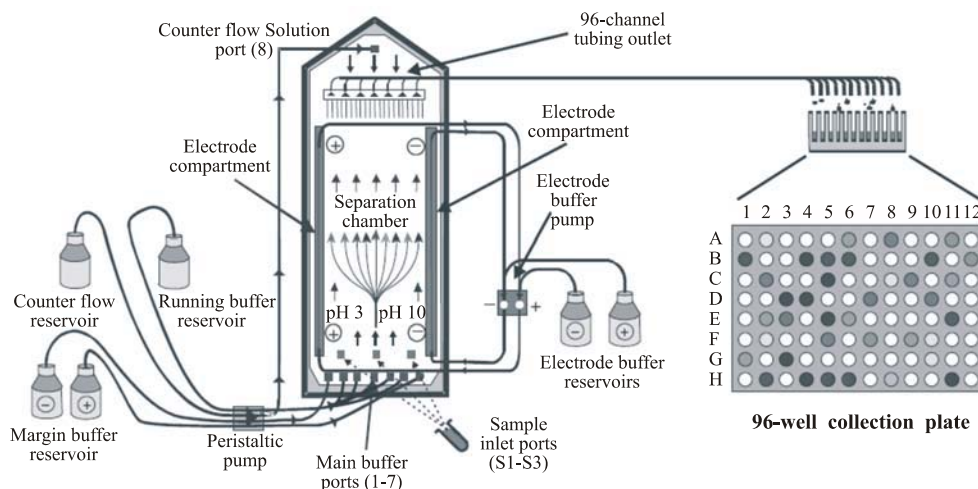 Counter flow Solution
port (8)
96-channel
tubing outlet
Electrode
compartment
Electrode
compartment
Electrode
buffer
pump
+
−
Separation
chamber
pH 3
pH 10
+
−
−
+
Counter flow
reservoir
Running buffer
reservoir
−
+
Electrode buffer
reservoirs
−
+
Margin buffer
reservoir
Peristaltic
pump
Main buffer
ports (1-7)
Sample
inlet ports
(S1-S3)
1 2 3 4 5 6 7 8 9 10 11 12
A
B
C
D
E
F
G
H
96-well collection plate